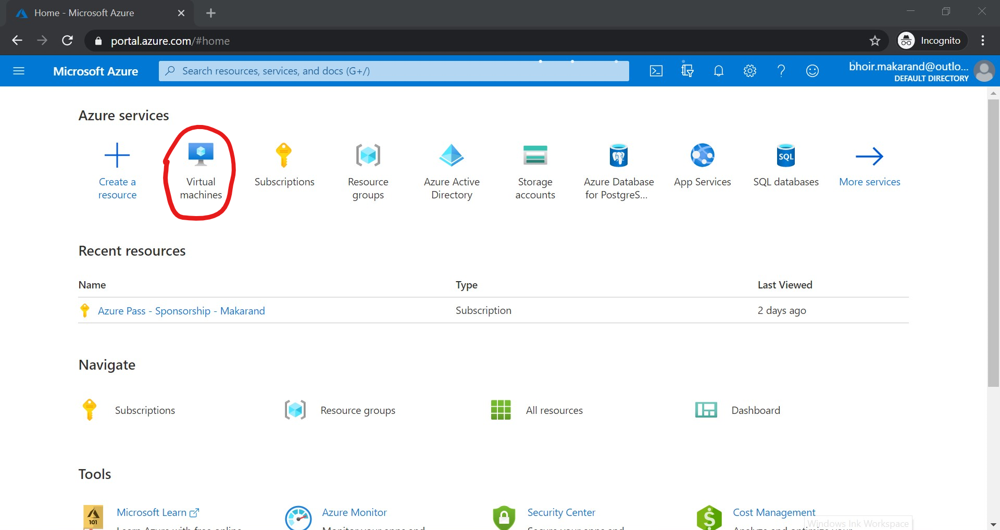 Home - Microsoft Azure
portal.azure.com/#home
Incognito
Microsoft Azure
Search resources, services, and docs (G+/)
bhoir.makarand@outlo...
DEFAULT DIRECTORY
Azure services
Create a resource
Virtual machines
Subscriptions
Resource groups
Azure Active Directory
Storage accounts
Azure Database for PostgreS...
SQL
App Services
SQL databases
More services
Recent resources
Name Type Last Viewed
Azure Pass - Sponsorship - Makarand Subscription 2 days ago
Navigate
Subscriptions
Resource groups
All resources
Dashboard
Tools
101
Microsoft Learn
Azure Monitor
Security Center
Cost Management
Windows Ink Workspace